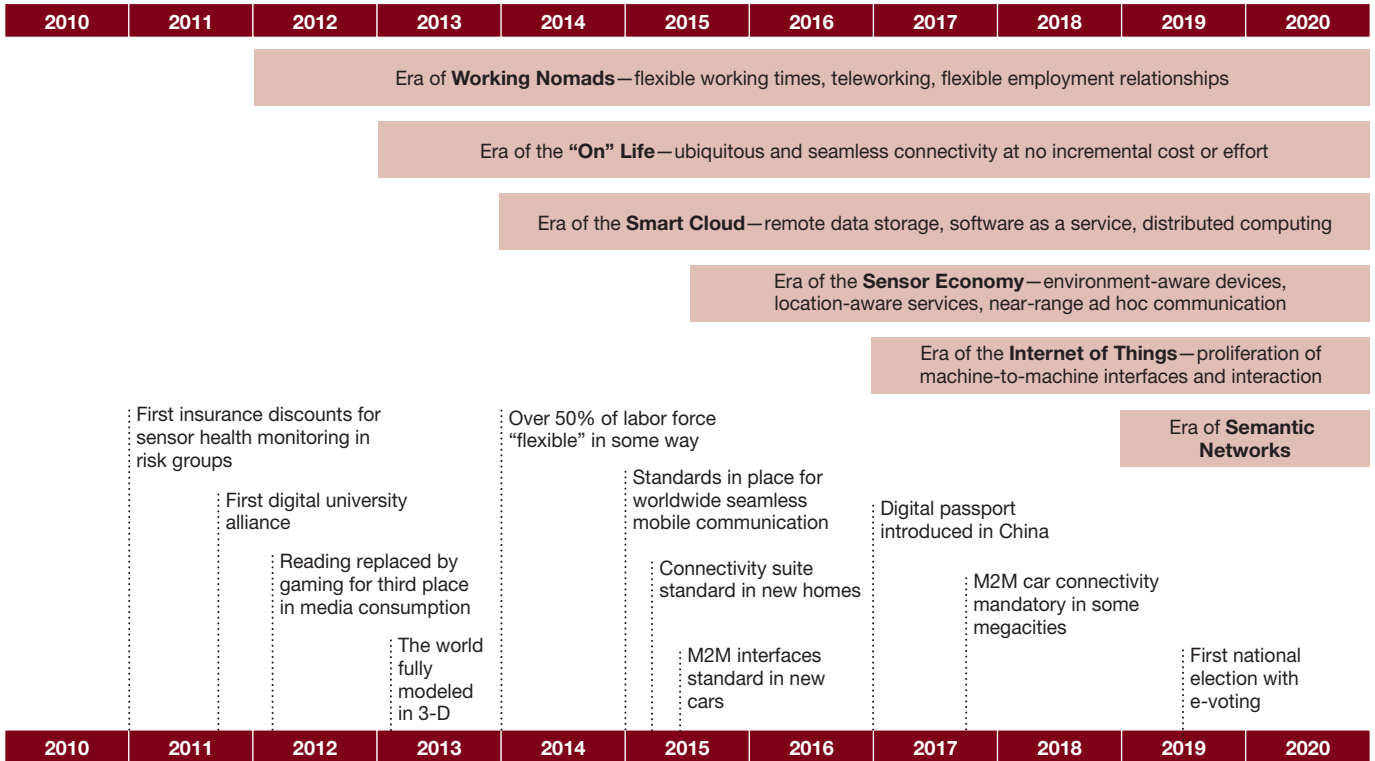 2010 2011 2012 2013 2014 2015 2016 2017 2018 2019 2020
Era of Working Nomads—flexible working times, teleworking, flexible employment relationships
Era of the “On” Life—ubiquitous and seamless connectivity at no incremental cost or effort
Era of the Smart Cloud—remote data storage, software as a service, distributed computing
Era of the Sensor Economy—environment-aware devices,
location-aware services, near-range ad hoc communication
Era of the Internet of Things—proliferation of
machine-to-machine interfaces and interaction
Era of Semantic
Networks
First insurance discounts for
sensor health monitoring in
risk groups
First digital university
alliance
Reading replaced by
gaming for third place
in media consumption
The world
fully
modeled
in 3-D
Over 50% of labor force
“flexible” in some way
Standards in place for
worldwide seamless
mobile communication
Connectivity suite
standard in new homes
M2M interfaces
standard in new
cars
Digital passport
introduced in China
M2M car connectivity
mandatory in some
megacities
First national
election with
e-voting
2010 2011 2012 2013 2014 2015 2016 2017 2018 2019 2020